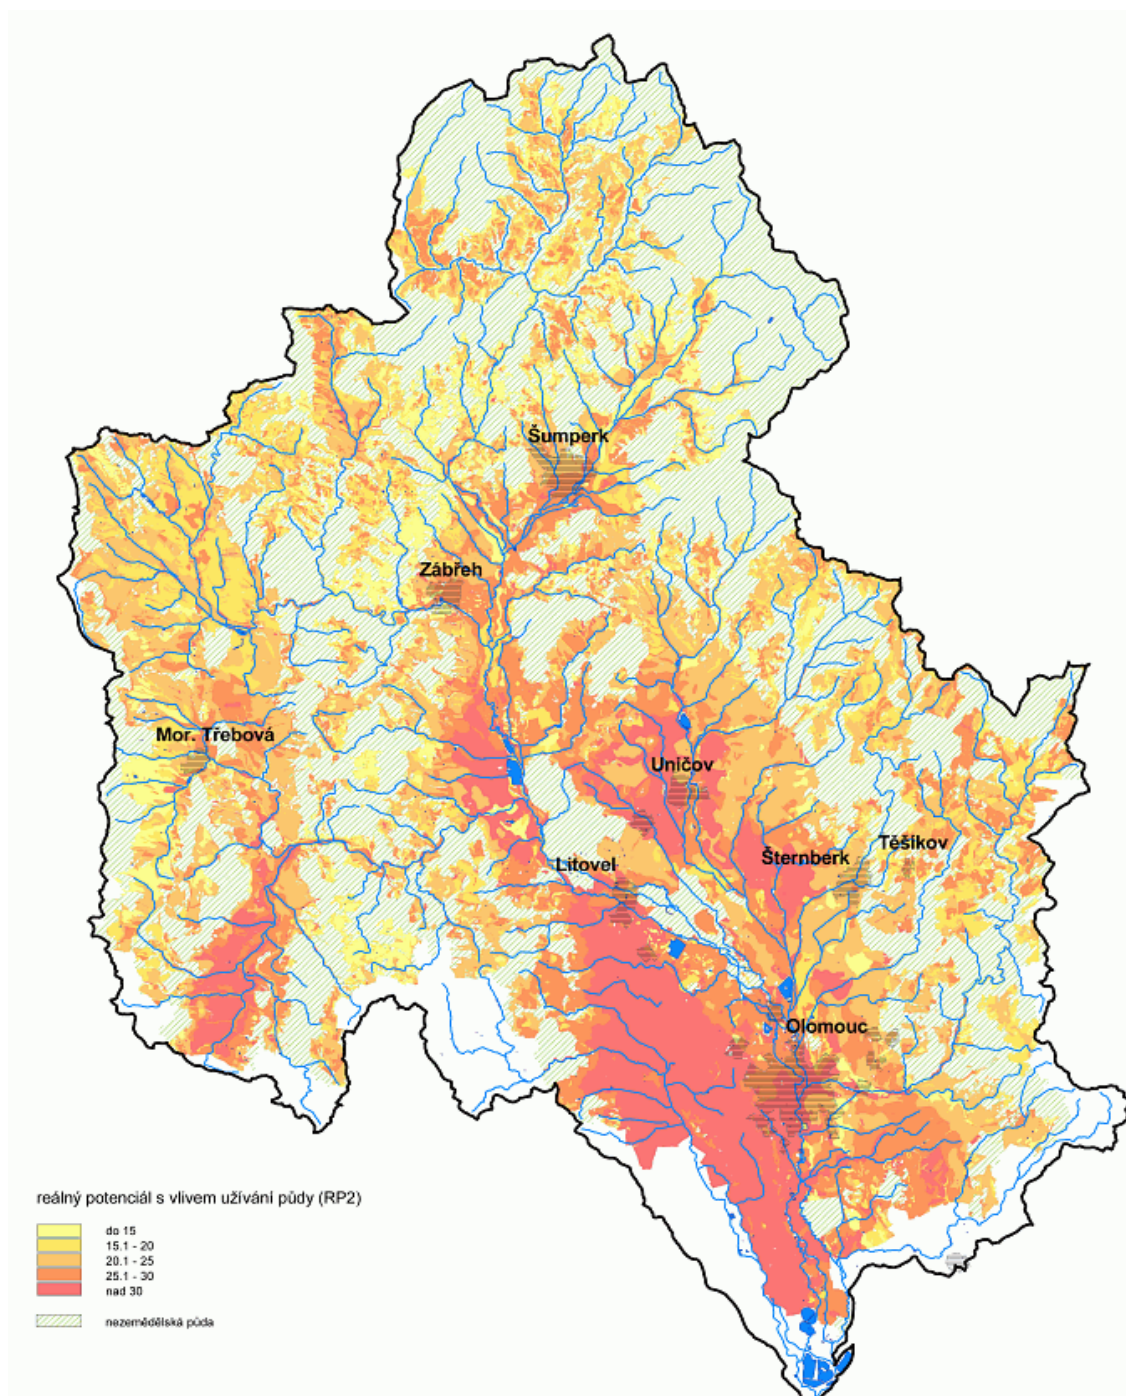 Šumperk
Zábřeh
Mor. Třebová
Uničov
Těšíkov
Šternberk
Litovel
Olomouc
reálný potenciál s vlivem užívání půdy (RP2)
do 15
15.1 - 20
20.1 - 25
25.1 - 30
nad 30
nezemědělská půda